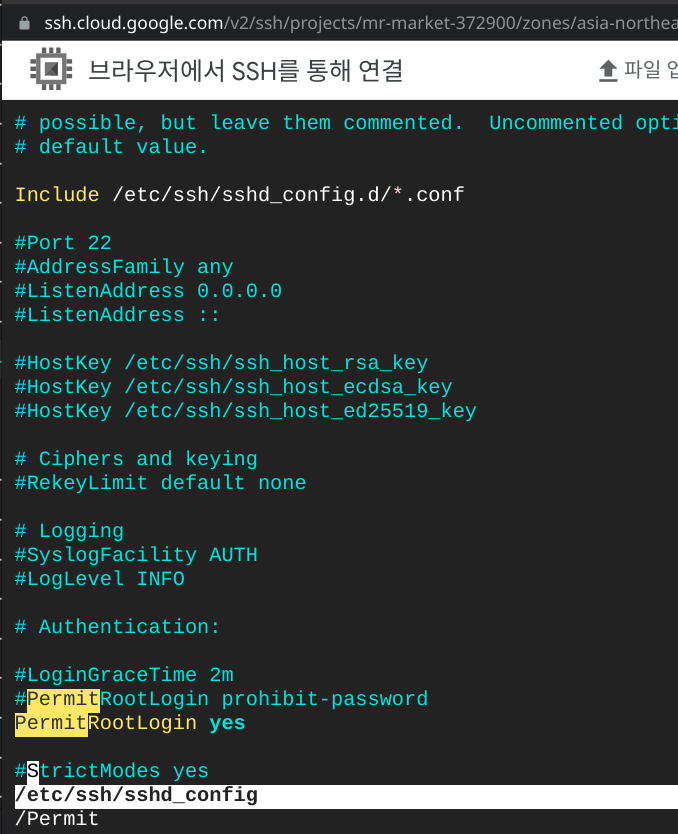 ssh.cloud.google.com/v2/ssh/projects/mr-market-372900/zones/asia-northea
브라우저에서 SSH를 통해 연결
파일 업
# possible, but leave them commented.  Uncommented opti
# default value.
Include /etc/ssh/sshd_config.d/*.conf
#Port 22
#AddressFamily any
#ListenAddress 0.0.0.0
#ListenAddress ::
#HostKey /etc/ssh/ssh_host_rsa_key
#HostKey /etc/ssh/ssh_host_ecdsa_key
#HostKey /etc/ssh/ssh_host_ed25519_key
# Ciphers and keying
#RekeyLimit default none
# Logging
#SyslogFacility AUTH
#LogLevel INFO
# Authentication:
#LoginGraceTime 2m
#PermitRootLogin prohibit-password
PermitRootLogin yes
#StrictModes yes
/etc/ssh/sshd_config
/Permit